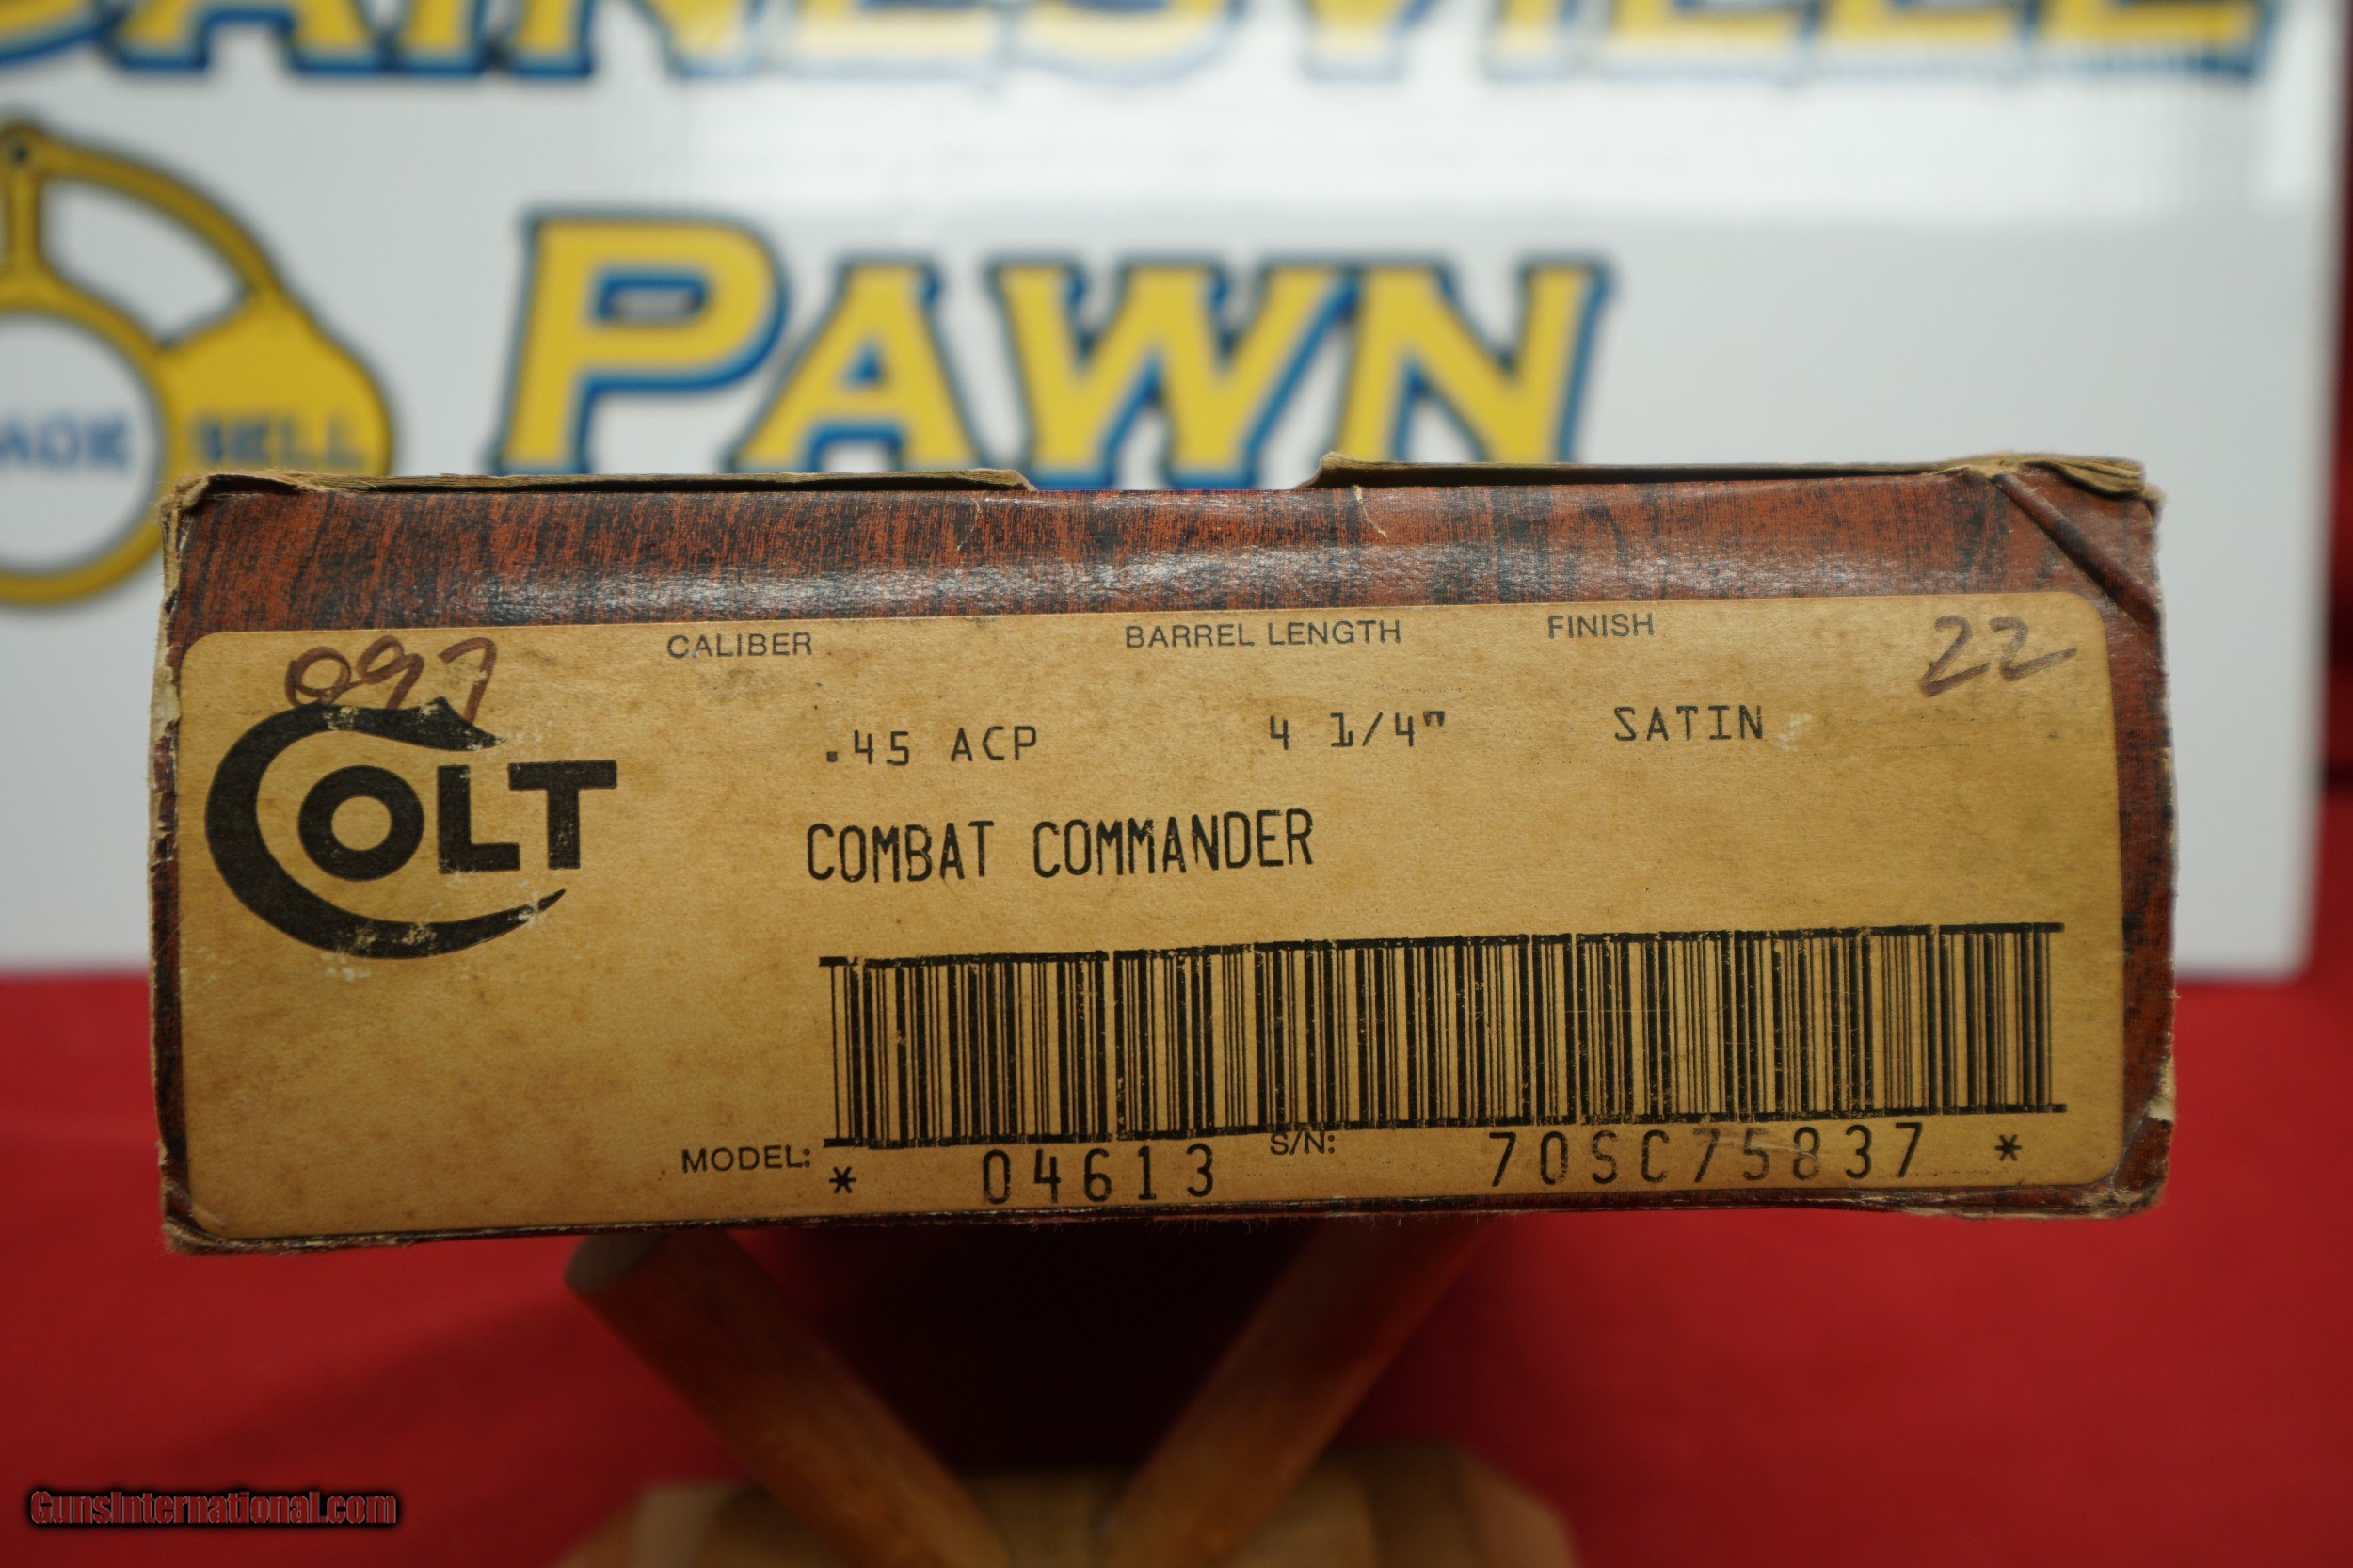 PAWN
SELL
097
CALIBER BARREL LENGTH FINISH 22
COLT
.45 ACP 4 1/4" SATIN
COMBAT COMMANDER
MODEL: * 04613 S/N: 70SC75837 *
GunsInternational.com